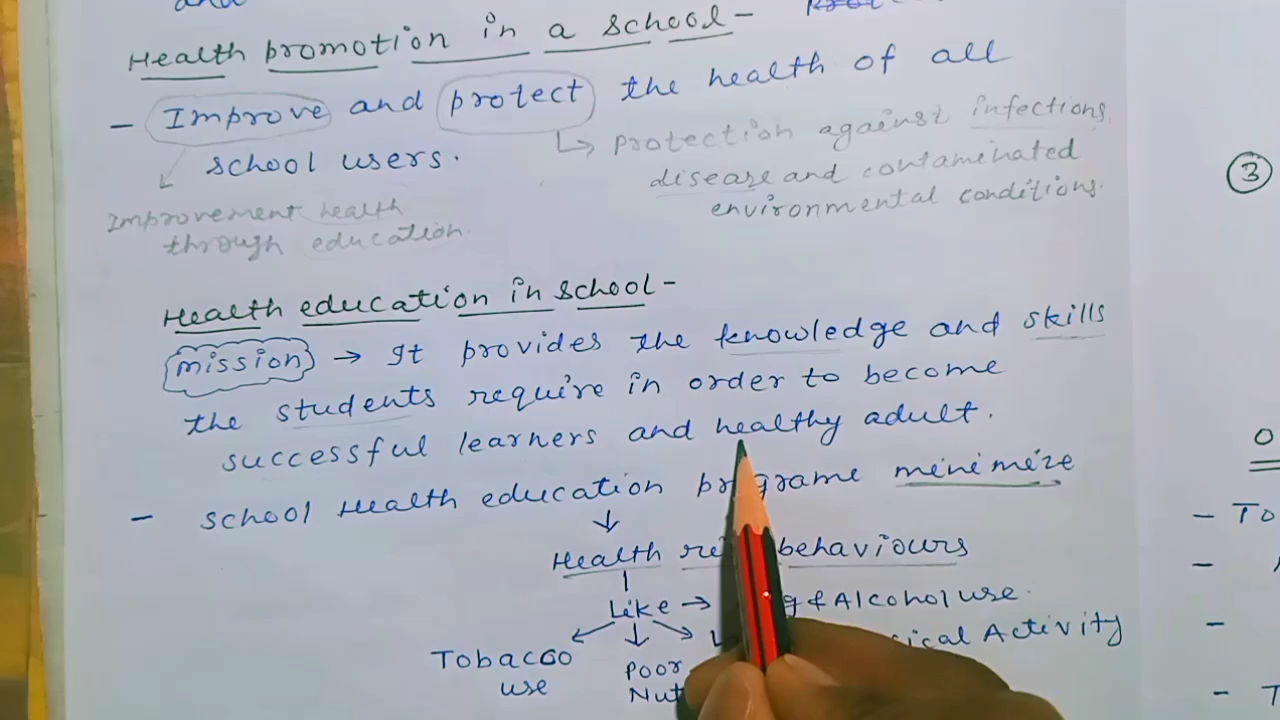 and
Health promotion in a school -
- Improve and protect the health of all
school users.
↳ protection against infections,
disease and contaminated
environmental conditions.
Improvement health
through education.
Health education in school -
mission → It provides the knowledge and skills
the students require in order to become
successful learners and healthy adult.
- School Health education programe minimize
↓
Health behaviours
Like → & Alcohol use.
Activity
Tobacco
use
Poor
3
- To
-
-
- T